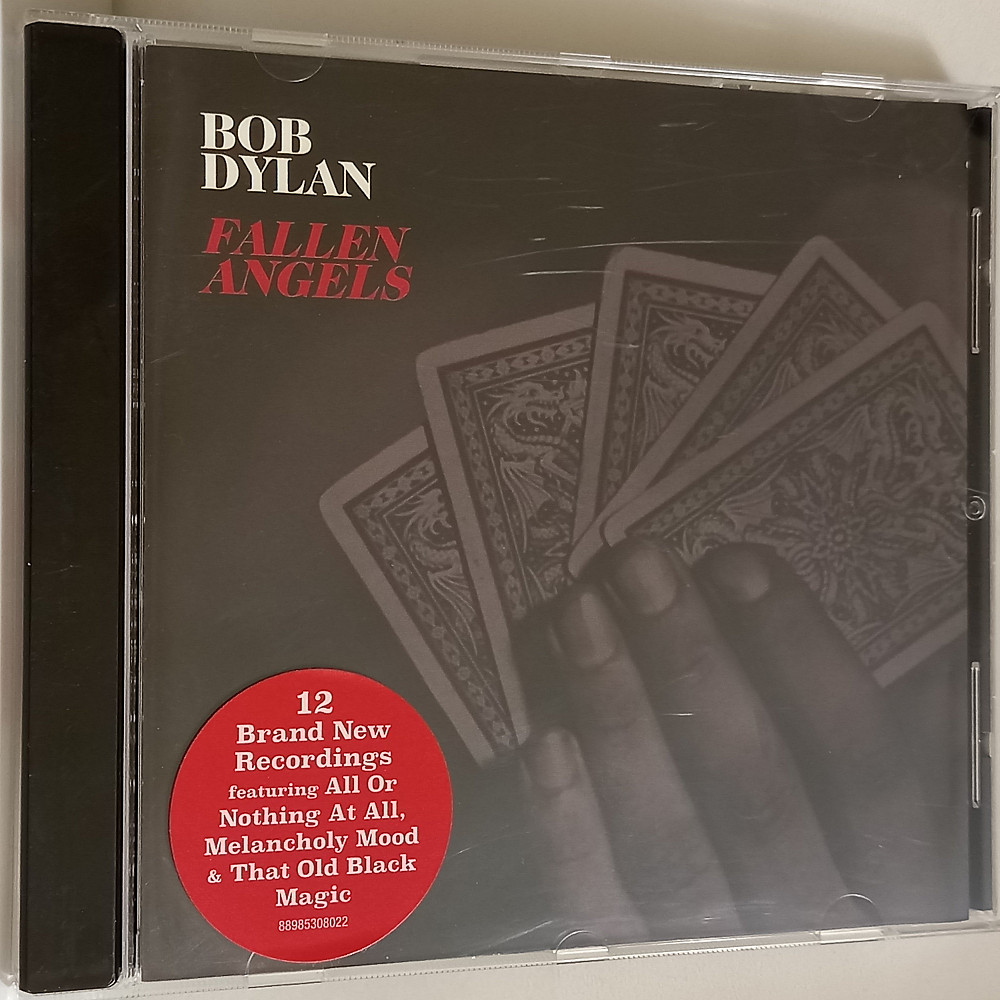 BOB
DYLAN
FALLEN
ANGELS
12
Brand New
Recordings
featuring All Or
Nothing At All,
Melancholy Mood
& That Old Black
Magic
88985308022